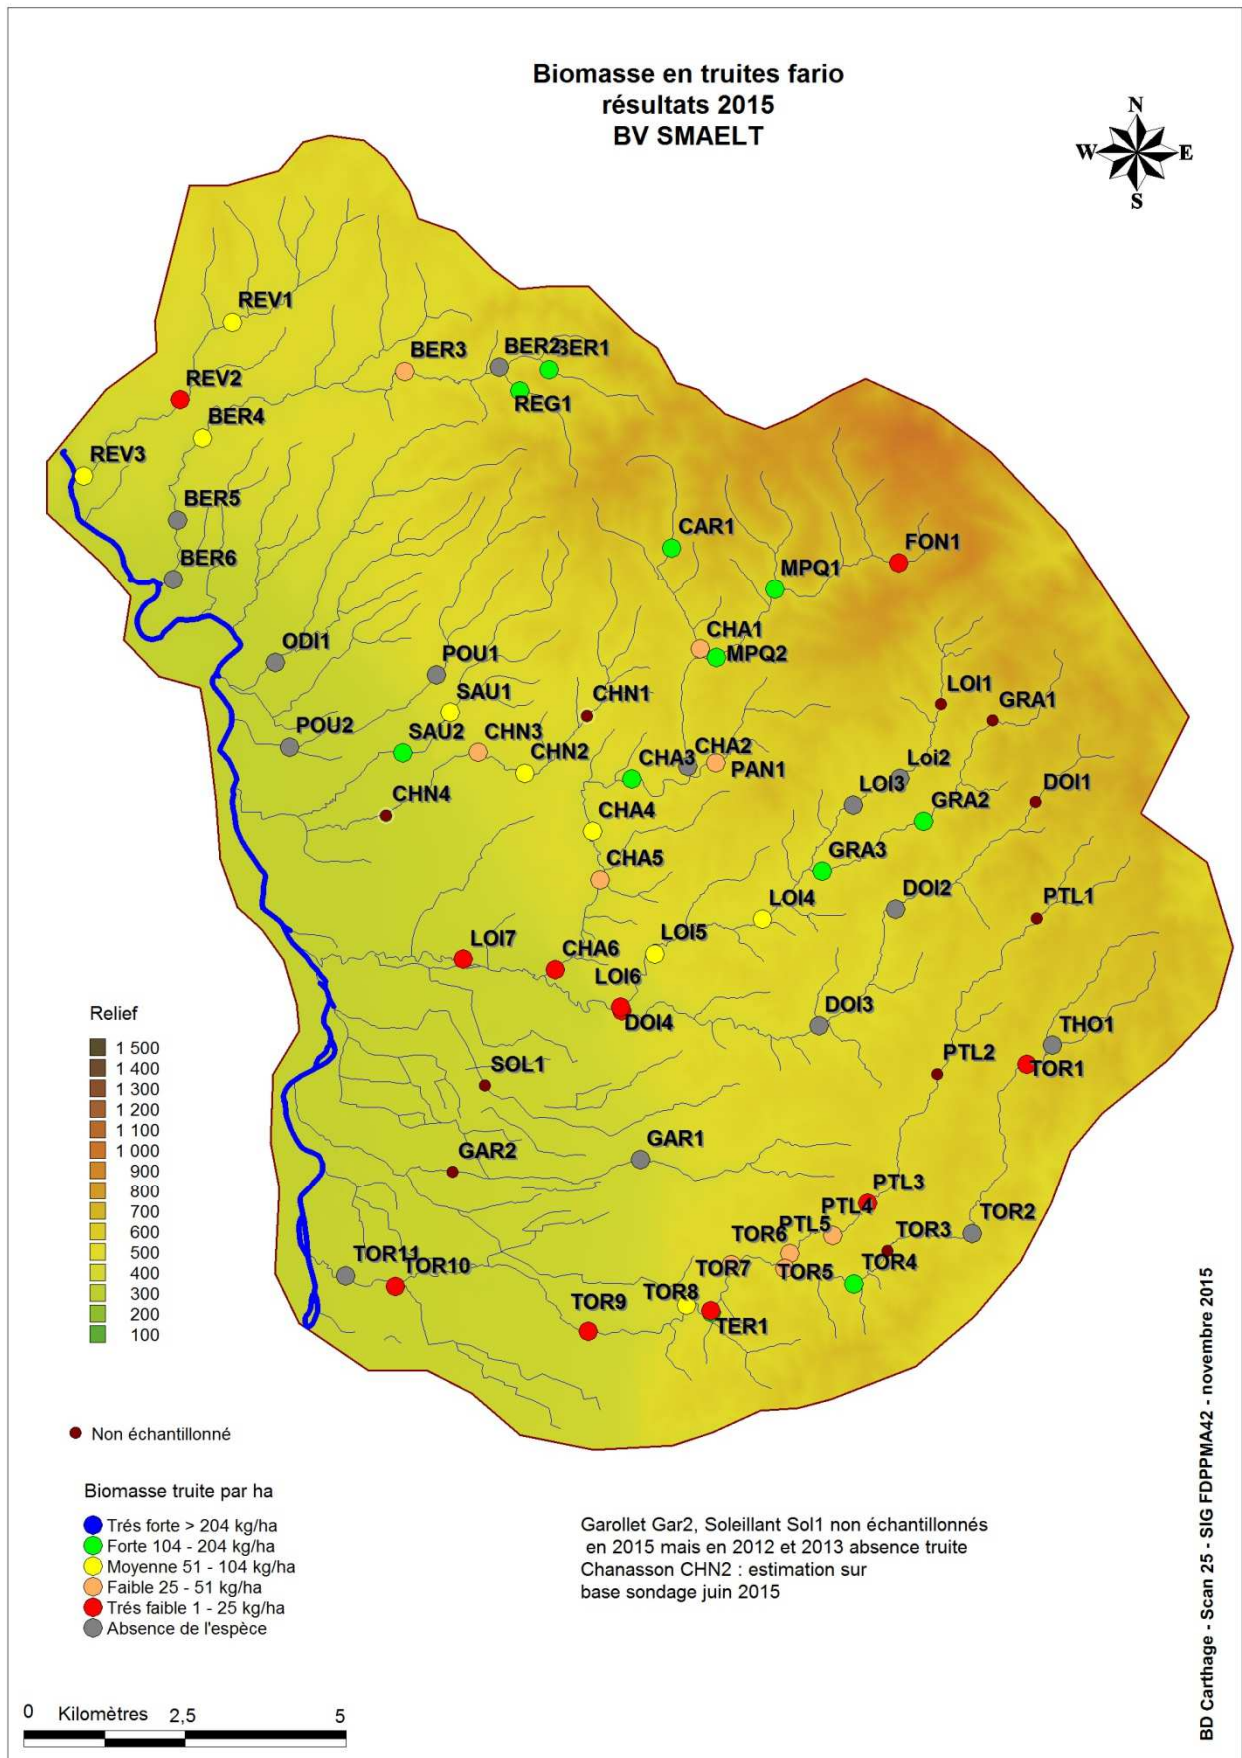 Biomasse en truites fario
résultats 2015
BV SMAELT
N
W E
S
REV1
BER3
BER2
BER1
REV2
REG1
BER4
REV3
BER5
CAR1
FON1
BER6
MPQ1
ODI1
CHA1
MPQ2
POU1
LOI1
SAU1
CHN1
GRA1
POU2
SAU2
CHN3
CHN2
CHA3
CHA2
PAN1
Loi2
LOI3
DOI1
CHN4
GRA2
CHA4
GRA3
CHA5
DOI2
PTL1
LOI4
LOI7
LOI5
CHA6
LOI6
DOI4
DOI3
THO1
PTL2
TOR1
SOL1
GAR1
GAR2
PTL3
PTL4
PTL5
TOR3
TOR2
TOR6
TOR4
TOR11
TOR10
TOR7
TOR5
TOR8
TOR9
TER1
Relief
1 500
1 400
1 300
1 200
1 100
1 000
900
800
700
600
500
400
300
200
100
Non échantillonné
Biomasse truite par ha
Trés forte > 204 kg/ha
Forte 104 - 204 kg/ha
Moyenne 51 - 104 kg/ha
Faible 25 - 51 kg/ha
Trés faible 1 - 25 kg/ha
Absence de l'espèce
Garollet Gar2, Soleillant Sol1 non échantillonnés
en 2015 mais en 2012 et 2013 absence truite
Chanasson CHN2 : estimation sur
base sondage juin 2015
0 Kilomètres 2,5 5
BD Carthage - Scan 25 - SIG FDPPMA42 - novembre 2015